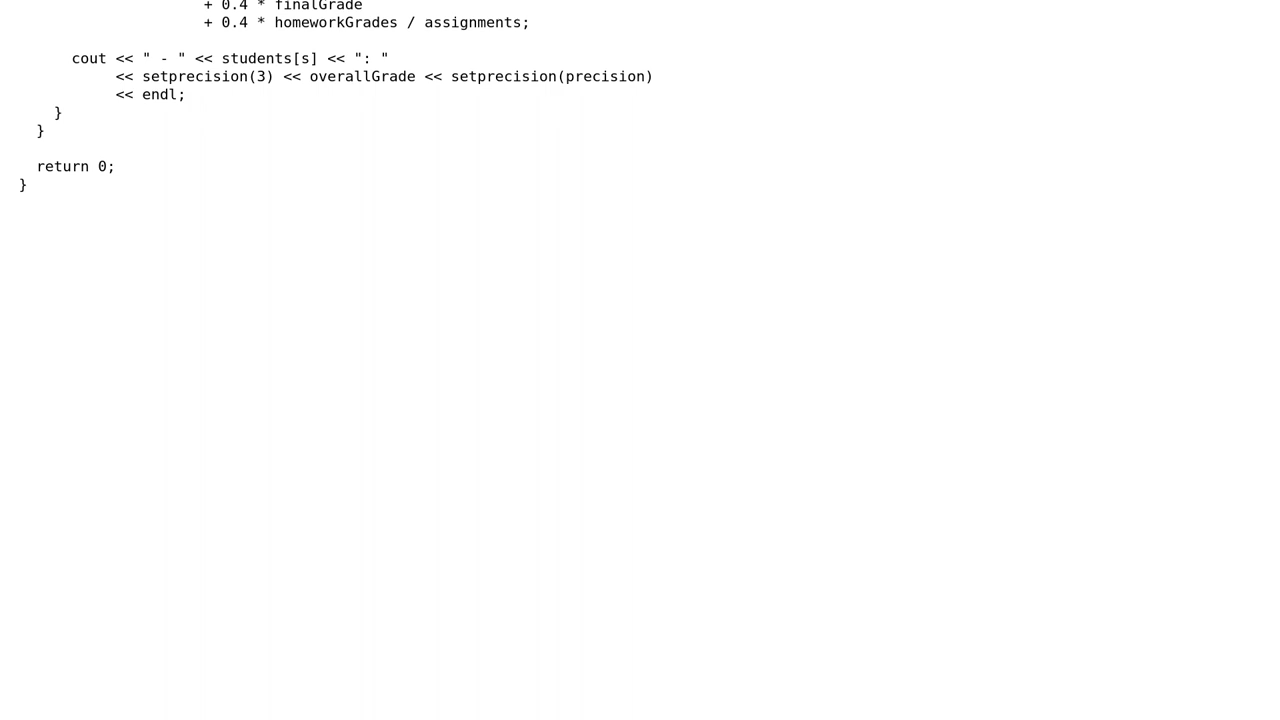 + 0.4 * finalGrade
+ 0.4 * homeworkGrades / assignments;
cout << " - " << students[s] << ": "
<< setprecision(3) << overallGrade << setprecision(precision)
<< endl;
}
}
return 0;
}